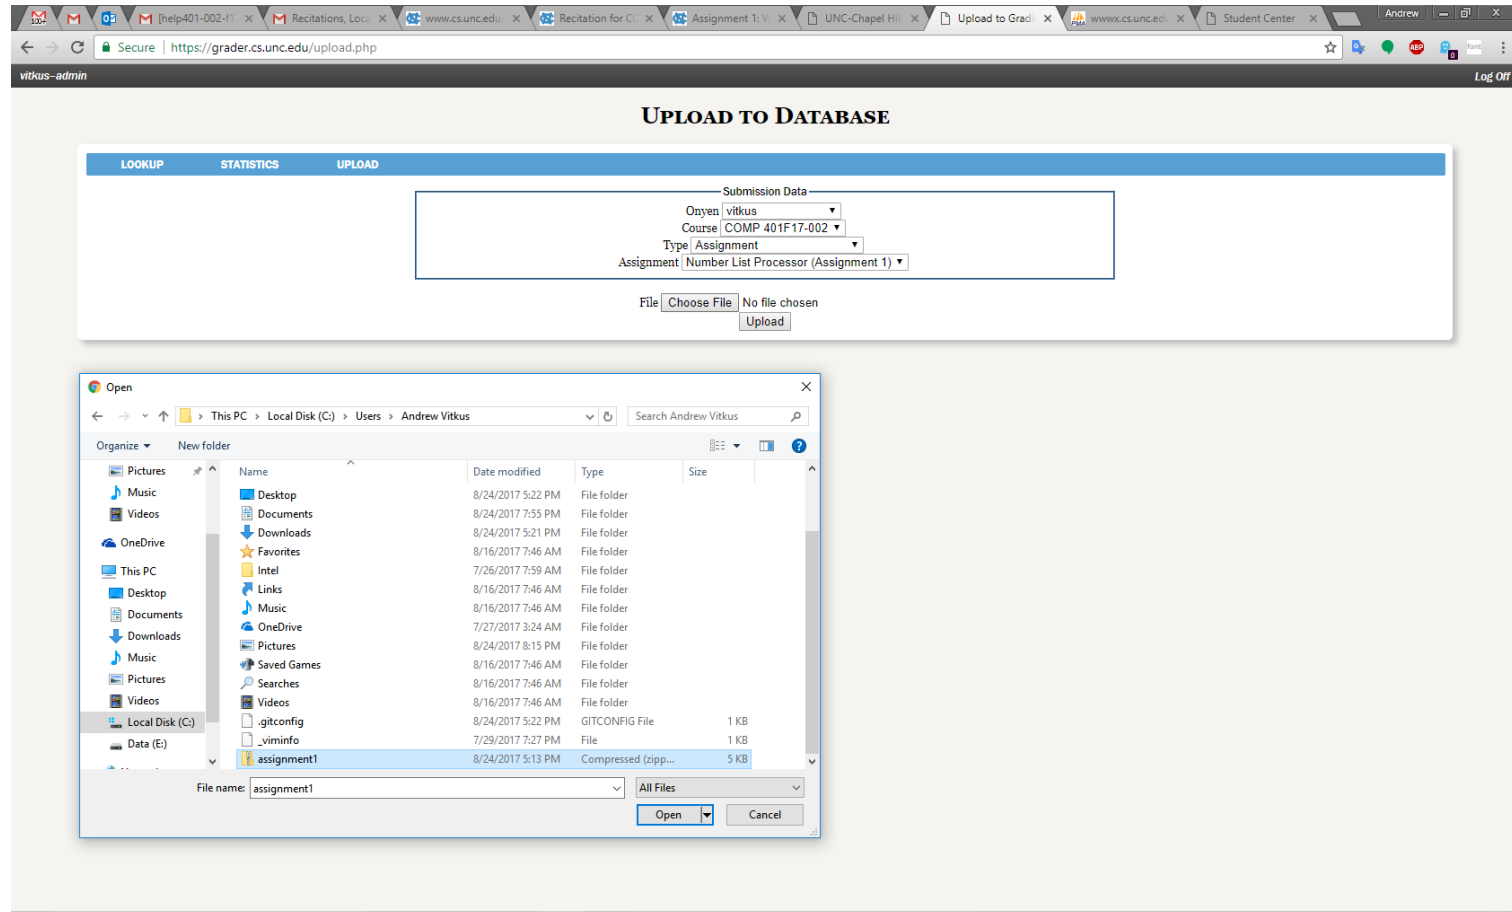 100+ [help401-002-f1 Recitations, Loca www.cs.unc.edu/ Recitation for CO Assignment 1: W UNC-Chapel Hill Upload to Gradin wwwx.cs.unc.edu Student Center Andrew
Secure https://grader.cs.unc.edu/upload.php ABP 0 font
vitkus-admin Log Off
Upload to Database
LOOKUP STATISTICS UPLOAD
Submission Data
Onyen vitkus
Course COMP 401F17-002
Type Assignment
Assignment Number List Processor (Assignment 1)
File Choose File No file chosen
Upload
Open
This PC > Local Disk (C:) > Users > Andrew Vitkus Search Andrew Vitkus
Organize New folder
Pictures
Music
Videos
OneDrive
This PC
Desktop
Documents
Downloads
Music
Pictures
Videos
Local Disk (C:)
Data (E:)
Name Date modified Type Size
Desktop 8/24/2017 5:22 PM File folder
Documents 8/24/2017 7:55 PM File folder
Downloads 8/24/2017 5:21 PM File folder
Favorites 8/16/2017 7:46 AM File folder
Intel 7/26/2017 7:59 AM File folder
Links 8/16/2017 7:46 AM File folder
Music 8/16/2017 7:46 AM File folder
OneDrive 7/27/2017 3:24 AM File folder
Pictures 8/24/2017 8:15 PM File folder
Saved Games 8/16/2017 7:46 AM File folder
Searches 8/16/2017 7:46 AM File folder
Videos 8/16/2017 7:46 AM File folder
.gitconfig 8/24/2017 5:22 PM GITCONFIG File 1 KB
_viminfo 7/29/2017 7:27 PM File 1 KB
assignment1 8/24/2017 5:13 PM Compressed (zipp... 5 KB
File name: assignment1 All Files
Open Cancel